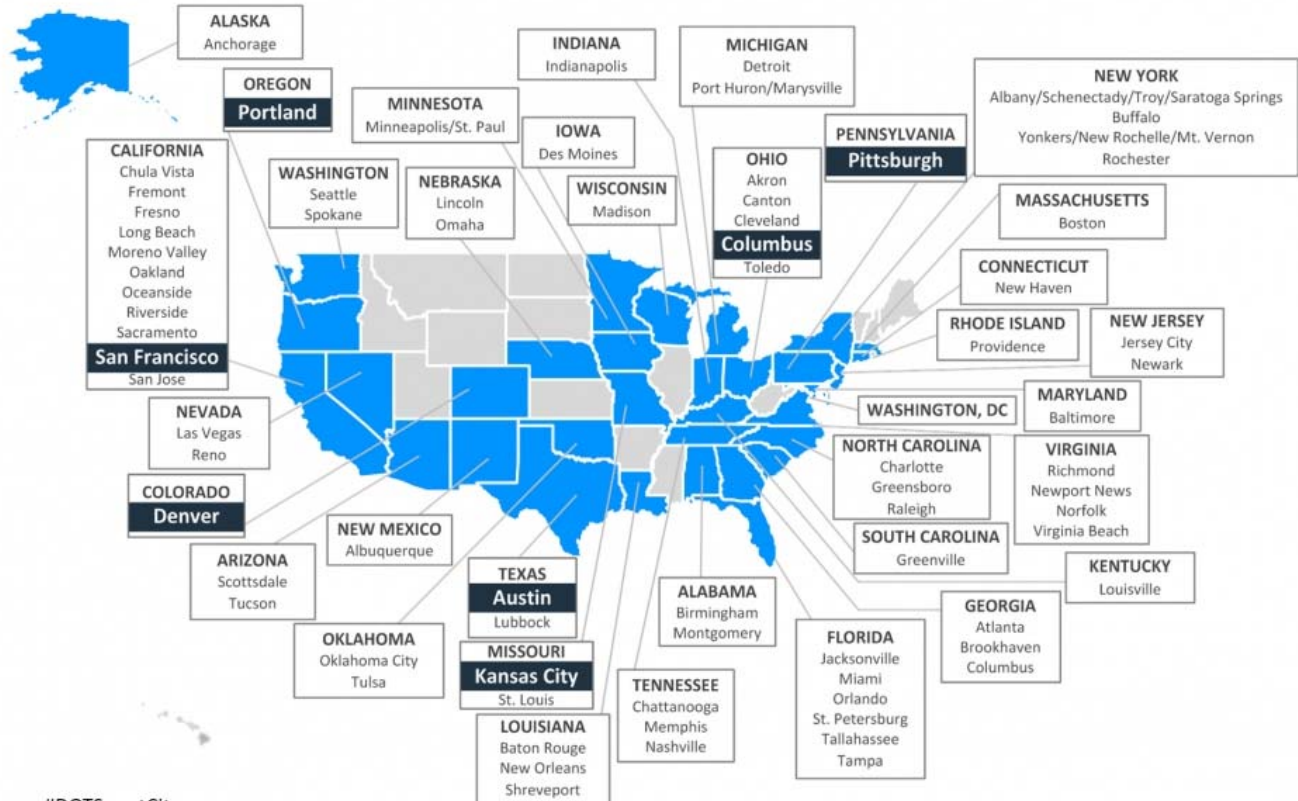 ALASKA
Anchorage
OREGON
Portland
CALIFORNIA
Chula Vista
Fremont
Fresno
Long Beach
Moreno Valley
Oakland
Oceanside
Riverside
Sacramento
San Francisco
San Jose
WASHINGTON
Seattle
Spokane
MINNESOTA
Minneapolis/St. Paul
NEBRASKA
Lincoln
Omaha
INDIANA
Indianapolis
IOWA
Des Moines
WISCONSIN
Madison
MICHIGAN
Detroit
Port Huron/Marysville
OHIO
Akron
Canton
Cleveland
Columbus
Toledo
PENNSYLVANIA
Pittsburgh
NEW YORK
Albany/Schenectady/Troy/Saratoga Springs
Buffalo
Yonkers/New Rochelle/Mt. Vernon
Rochester
MASSACHUSETTS
Boston
CONNECTICUT
New Haven
RHODE ISLAND
Providence
NEW JERSEY
Jersey City
Newark
WASHINGTON, DC
MARYLAND
Baltimore
NEVADA
Las Vegas
Reno
COLORADO
Denver
ARIZONA
Scottsdale
Tucson
NEW MEXICO
Albuquerque
OKLAHOMA
Oklahoma City
Tulsa
TEXAS
Austin
Lubbock
MISSOURI
Kansas City
St. Louis
LOUISIANA
Baton Rouge
New Orleans
Shreveport
TENNESSEE
Chattanooga
Memphis
Nashville
ALABAMA
Birmingham
Montgomery
FLORIDA
Jacksonville
Miami
Orlando
St. Petersburg
Tallahassee
Tampa
NORTH CAROLINA
Charlotte
Greensboro
Raleigh
VIRGINIA
Richmond
Newport News
Norfolk
Virginia Beach
SOUTH CAROLINA
Greenville
KENTUCKY
Louisville
GEORGIA
Atlanta
Brookhaven
Columbus